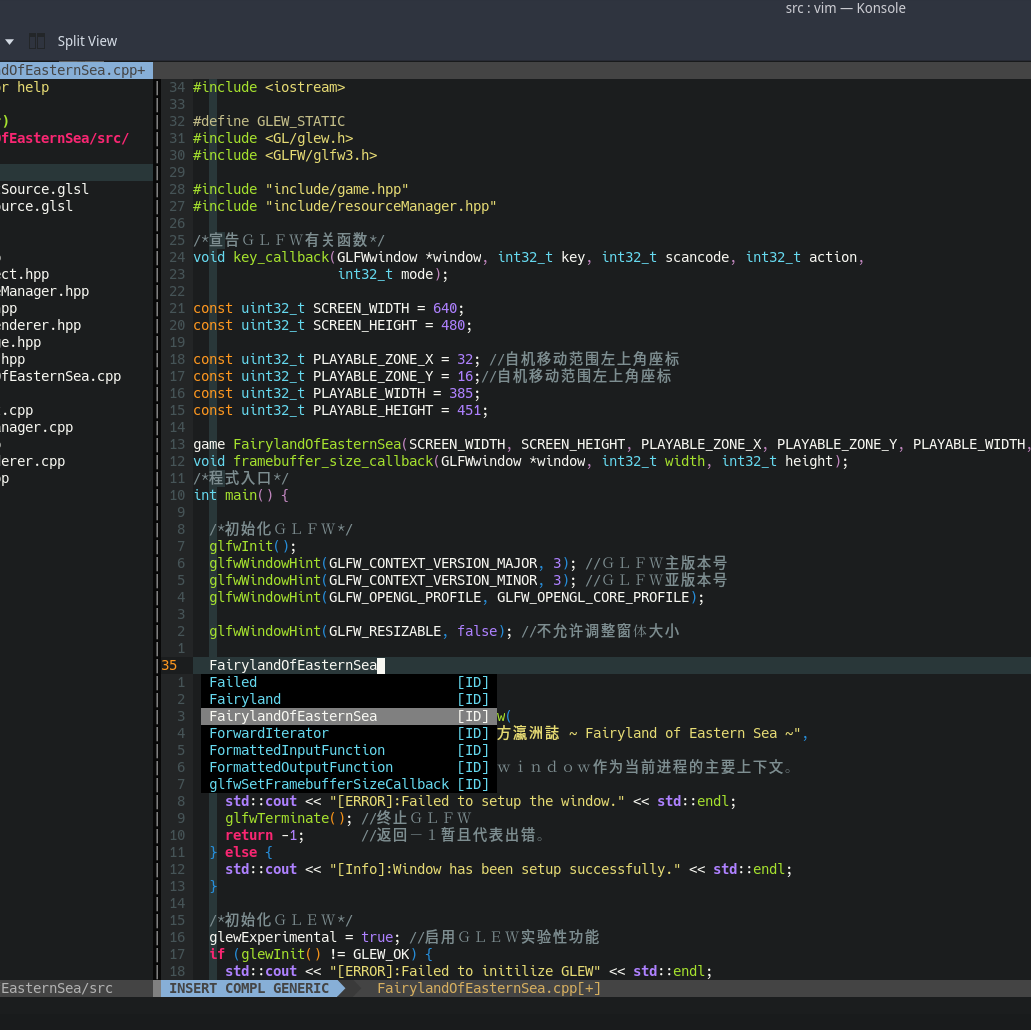 src : vim — Konsole
Split View
dOfEasternSea.cpp+
r help
)
fEasternSea/src/
Source.glsl
urce.glsl
ect.hpp
eManager.hpp
pp
enderer.hpp
e.hpp
hpp
fEasternSea.cpp
.cpp
anager.cpp
erer.cpp
p
34 #include <iostream>
33
32 #define GLEW_STATIC
31 #include <GL/glew.h>
30 #include <GLFW/glfw3.h>
29
28 #include "include/game.hpp"
27 #include "include/resourceManager.hpp"
26
25 /*宣告ＧＬＦＷ有关函数*/
24 void key_callback(GLFWwindow *window, int32_t key, int32_t scancode, int32_t action,
23 int32_t mode);
22
21 const uint32_t SCREEN_WIDTH = 640;
20 const uint32_t SCREEN_HEIGHT = 480;
19
18 const uint32_t PLAYABLE_ZONE_X = 32; //自机移动范围左上角座标
17 const uint32_t PLAYABLE_ZONE_Y = 16;//自机移动范围左上角座标
16 const uint32_t PLAYABLE_WIDTH = 385;
15 const uint32_t PLAYABLE_HEIGHT = 451;
14
13 game FairylandOfEasternSea(SCREEN_WIDTH, SCREEN_HEIGHT, PLAYABLE_ZONE_X, PLAYABLE_ZONE_Y, PLAYABLE_WIDTH,
12 void framebuffer_size_callback(GLFWwindow *window, int32_t width, int32_t height);
11 /*程式入口*/
10 int main() {
9
8 /*初始化ＧＬＦＷ*/
7 glfwInit();
6 glfwWindowHint(GLFW_CONTEXT_VERSION_MAJOR, 3); //ＧＬＦＷ主版本号
5 glfwWindowHint(GLFW_CONTEXT_VERSION_MINOR, 3); //ＧＬＦＷ亚版本号
4 glfwWindowHint(GLFW_OPENGL_PROFILE, GLFW_OPENGL_CORE_PROFILE);
3
2 glfwWindowHint(GLFW_RESIZABLE, false); //不允许调整窗体大小
1
35 FairylandOfEasternSea
1 Failed [ID]
2 Fairyland [ID]
3 FairylandOfEasternSea [ID] w(
4 ForwardIterator [ID] 方瀛洲誌 ~ Fairyland of Eastern Sea ~",
5 FormattedInputFunction [ID]
6 FormattedOutputFunction [ID] ｗｉｎｄｏｗ作为当前进程的主要上下文。
7 glfwSetFramebufferSizeCallback [ID]
8 std::cout << "[ERROR]:Failed to setup the window." << std::endl;
9 glfwTerminate(); //终止ＧＬＦＷ
10 return -1; //返回－１暂且代表出错。
11 } else {
12 std::cout << "[Info]:Window has been setup successfully." << std::endl;
13 }
14
15 /*初始化ＧＬＥＷ*/
16 glewExperimental = true; //启用ＧＬＥＷ实验性功能
17 if (glewInit() != GLEW_OK) {
18 std::cout << "[ERROR]:Failed to initilize GLEW" << std::endl;
EasternSea/src INSERT COMPL GENERIC FairylandOfEasternSea.cpp[+]